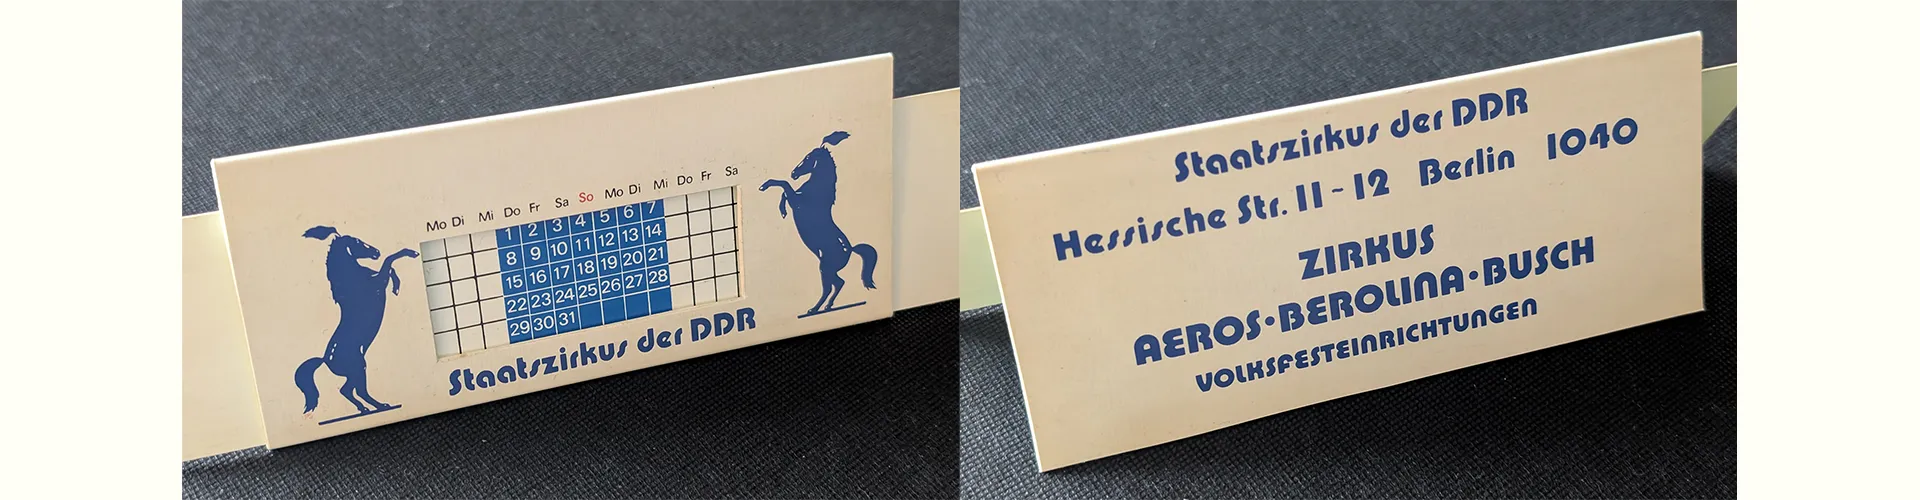 Mo Di Mi Do Fr Sa So Mo Di Mi Do Fr Sa
1 2 3 4 5 6 7
8 9 10 11 12 13 14
15 16 17 18 19 20 21
22 23 24 25 26 27 28
29 30 31
Staatszirkus der DDR
Staatszirkus der DDR
Hessische Str. 11-12 Berlin 1040
ZIRKUS
AEROS·BEROLINA·BUSCH
VOLKSFESTEINRICHTUNGEN